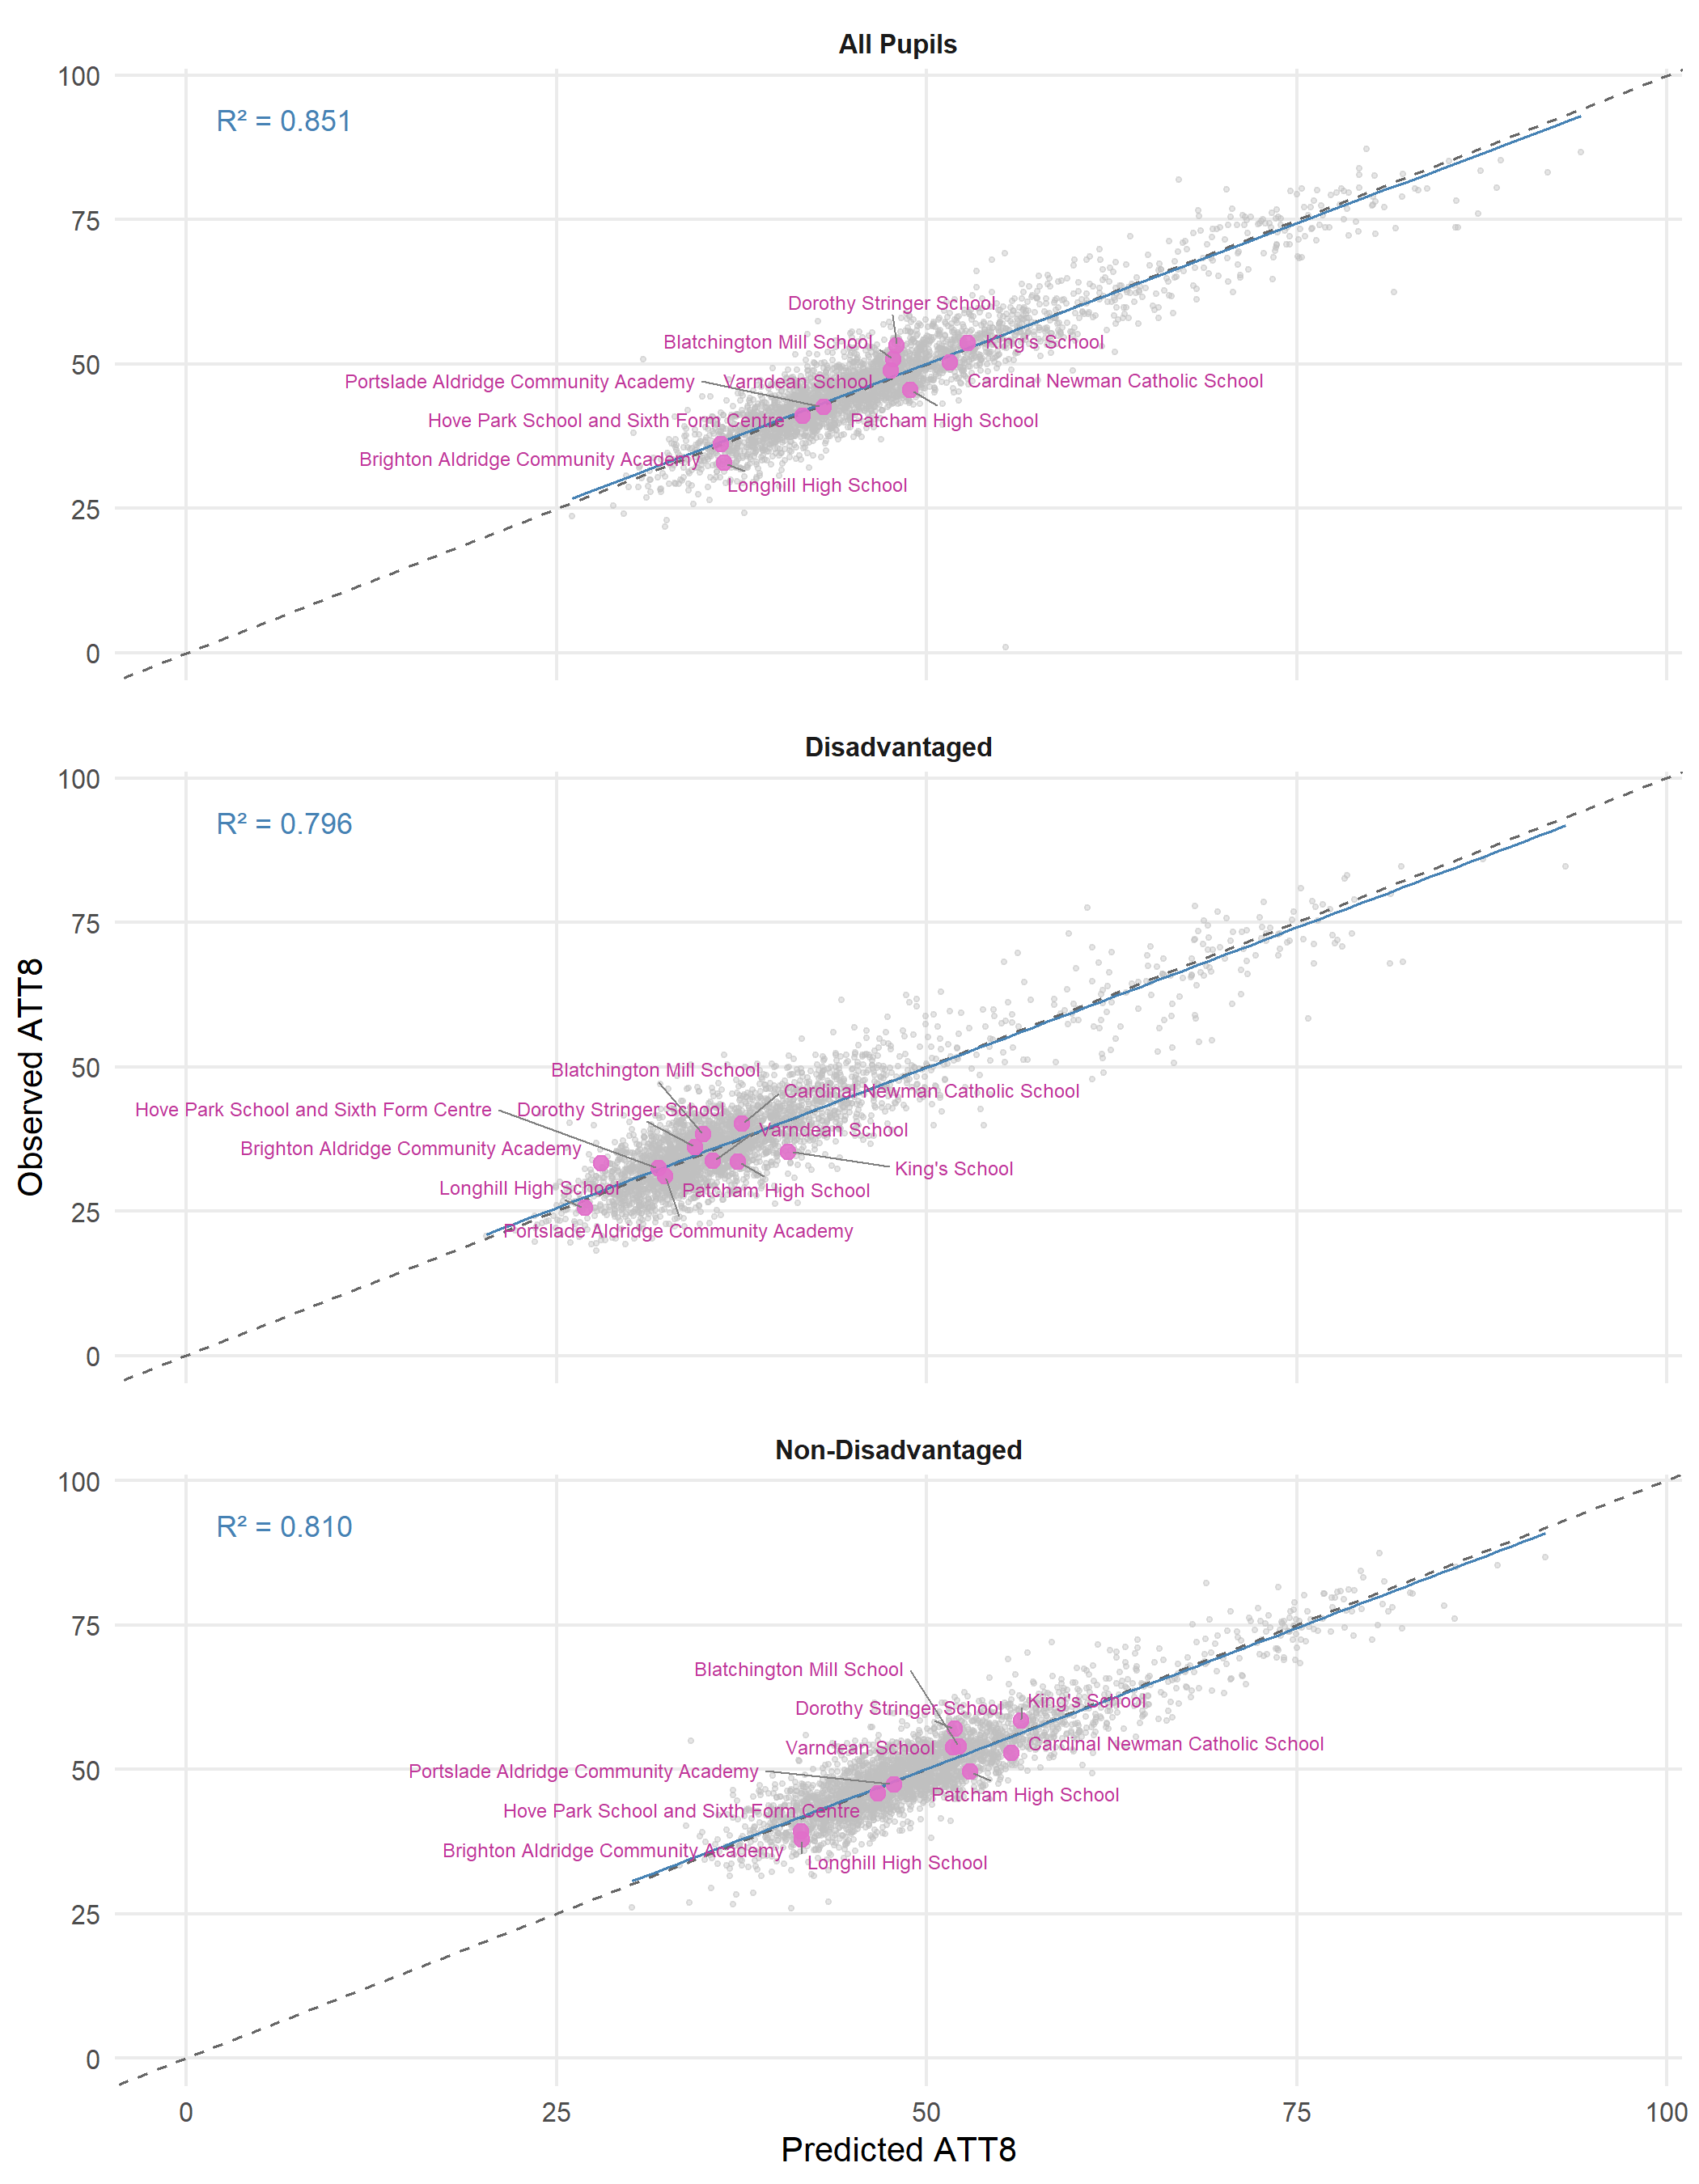 All Pupils
100
R² = 0.851
75
Dorothy Stringer School
Blatchington Mill School
King's School
50
Portslade Aldridge Community Academy
Varndean School
Cardinal Newman Catholic School
Hove Park School and Sixth Form Centre
Patcham High School
Brighton Aldridge Community Academy
Longhill High School
25
0
Disadvantaged
100
R² = 0.796
75
Observed ATT8
50
Blatchington Mill School
Cardinal Newman Catholic School
Hove Park School and Sixth Form Centre
Dorothy Stringer School
Varndean School
Brighton Aldridge Community Academy
King's School
Longhill High School
Patcham High School
25
Portslade Aldridge Community Academy
0
Non-Disadvantaged
100
R² = 0.810
75
Blatchington Mill School
King's School
Dorothy Stringer School
Varndean School
Cardinal Newman Catholic School
50
Portslade Aldridge Community Academy
Patcham High School
Hove Park School and Sixth Form Centre
Brighton Aldridge Community Academy
Longhill High School
25
0
0 25 50 75 100
Predicted ATT8